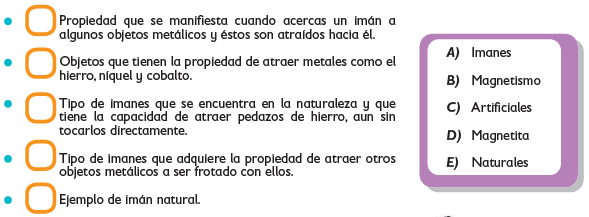 Propiedad que se manifiesta cuando acercas un imán a
algunos objetos metálicos y éstos son atraídos hacia él.
Objetos que tienen la propiedad de atraer metales como el
hierro, níquel y cobalto.
Tipo de imanes que se encuentra en la naturaleza y que
tiene la capacidad de atraer pedazos de hierro, aun sin
tocarlos directamente.
Tipo de imanes que adquiere la propiedad de atraer otros
objetos metálicos a ser frotado con ellos.
Ejemplo de imán natural.
A) Imanes
B) Magnetismo
C) Artificiales
D) Magnetita
E) Naturales